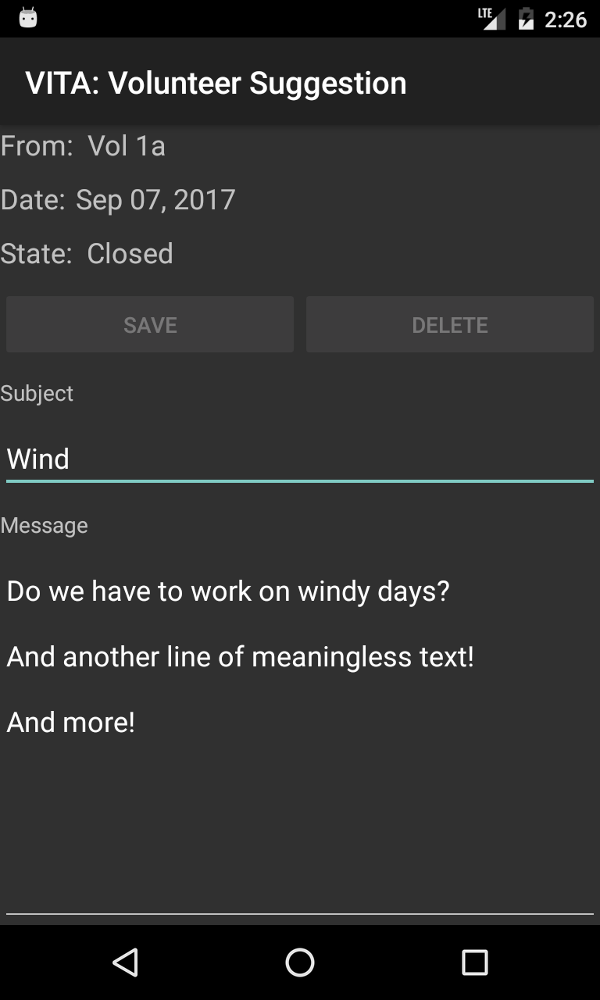 LTE 2:26
VITA: Volunteer Suggestion
From: Vol 1a
Date: Sep 07, 2017
State: Closed
SAVE DELETE
Subject
Wind
Message
Do we have to work on windy days?
And another line of meaningless text!
And more!